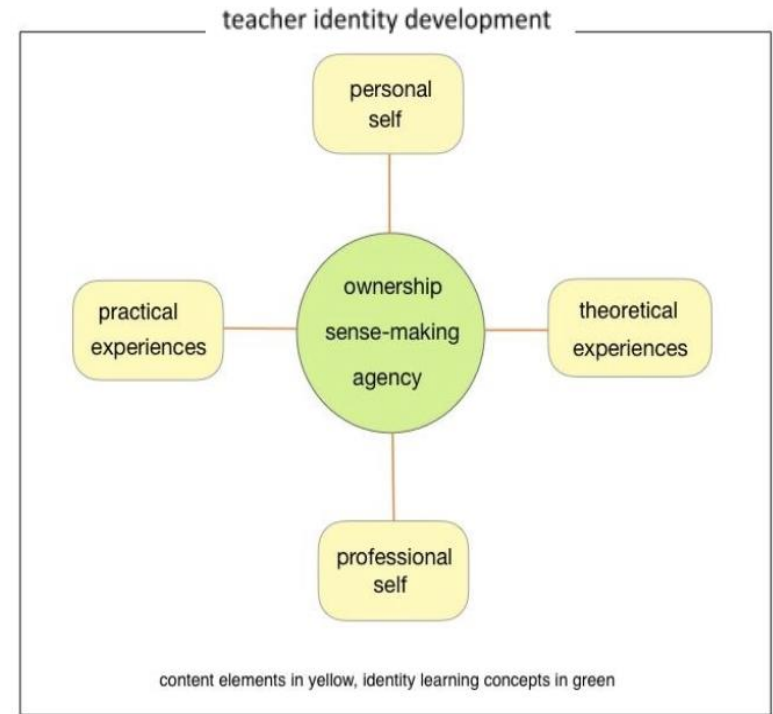 teacher identity development
personal
self
practical
experiences
ownership
sense-making
agency
theoretical
experiences
professional
self
content elements in yellow, identity learning concepts in green